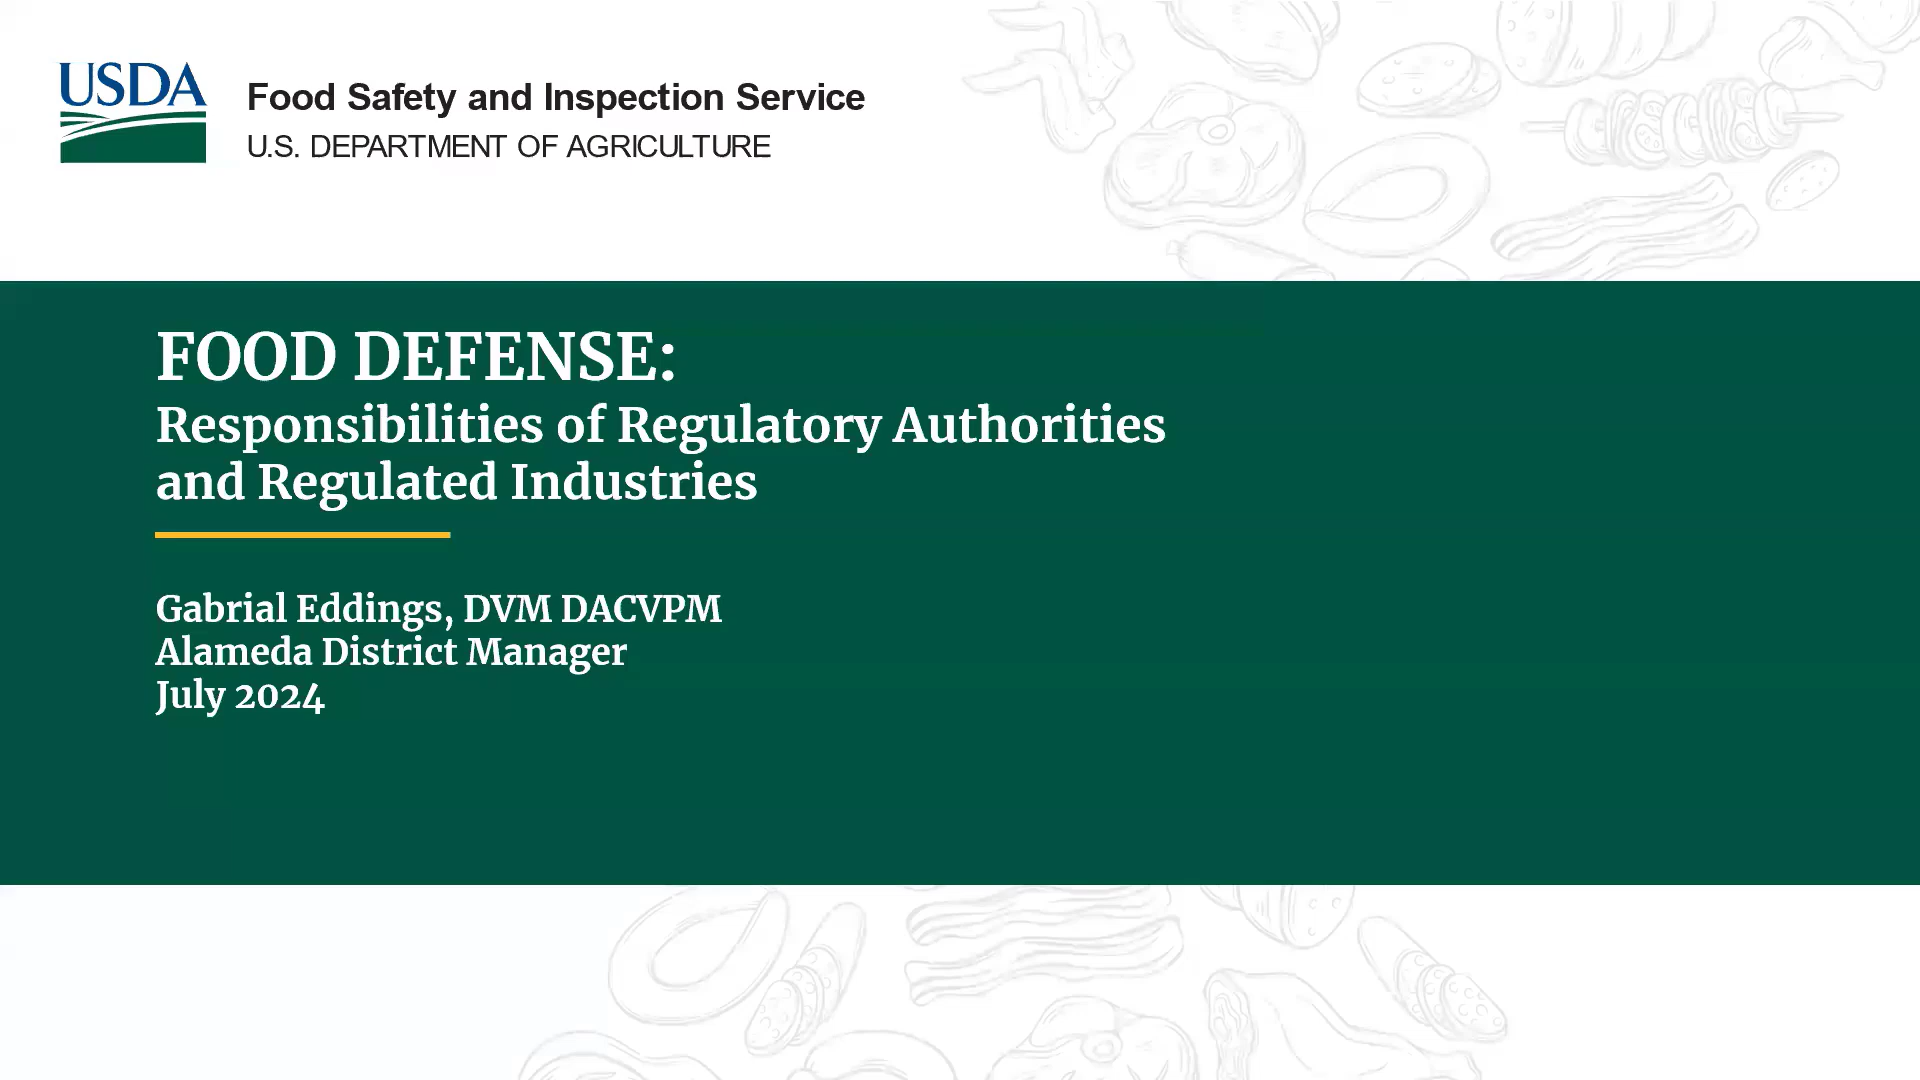 USDA
Food Safety and Inspection Service
U.S. DEPARTMENT OF AGRICULTURE
FOOD DEFENSE:
Responsibilities of Regulatory Authorities
and Regulated Industries
Gabrial Eddings, DVM DACVPM
Alameda District Manager
July 2024